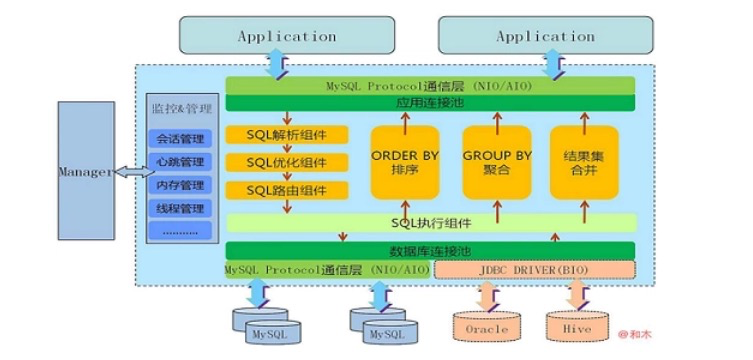 Application
Application
MySQL Protocol通信层 (NIO/AIO)
应用连接池
监控&管理
会话管理
心跳管理
内存管理
线程管理
...........
Manager
SQL解析组件
SQL优化组件
SQL路由组件
ORDER BY
排序
GROUP BY
聚合
结果集
合并
SQL执行组件
数据库连接池
MySQL Protocol通信层 (NIO/AIO)
JDBC DRIVER(BIO)
MySQL
MySQL
Oracle
Hive
@和木